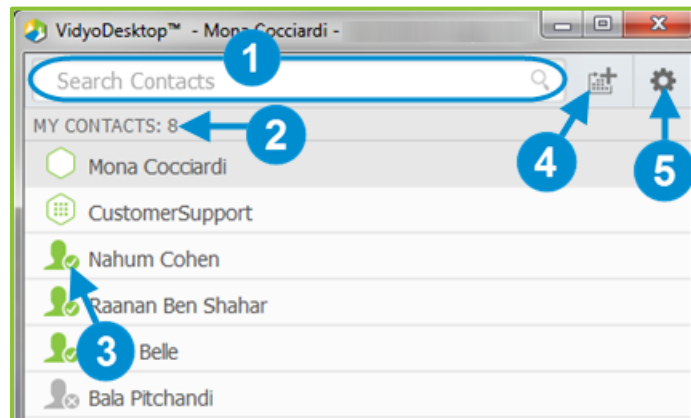 VidyoDesktop™ - Mona Cocciardi -
1
Search Contacts
MY CONTACTS: 8
2
4
5
Mona Cocciardi
CustomerSupport
Nahum Cohen
Raanan Ben Shahar
3
Belle
Bala Pitchandi